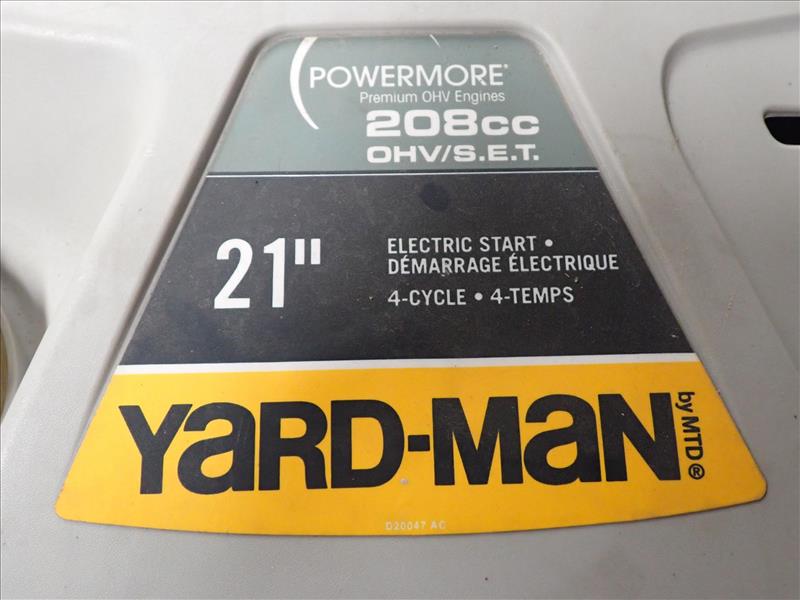 POWERMORE®
Premium OHV Engines
208cc
OHV/S.E.T.
21"
ELECTRIC START •
DÉMARRAGE ÉLECTRIQUE
4-CYCLE • 4-TEMPS
YARD-MAN
by MTD®
D20047 AC